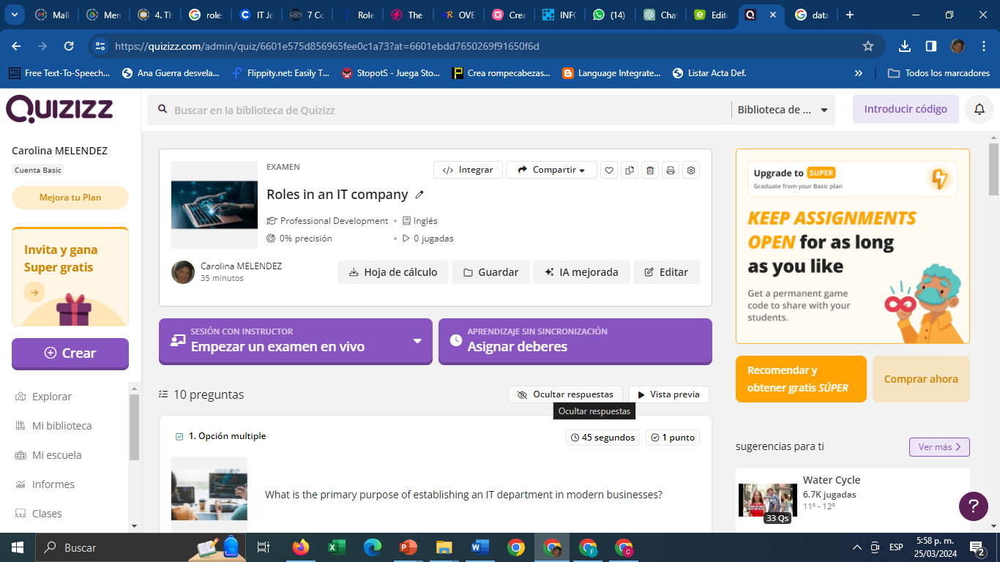 Mall
Men
4. Th
role
IT Jo
7 Co
Role
The
OVE
Crea
INFO
(14)
Chat
Edit
data
https://quizizz.com/admin/quiz/6601e575d856965fee0c1a73?at=6601ebdd7650269f91650f6d
Free Text-To-Speech...
Ana Guerra desvela...
Flippity.net: Easily T...
StopotS - Juega Sto...
Crea rompecabezas...
Language Integrate...
Listar Acta Def.
Todos los marcadores
QUIZIZZ
Buscar en la biblioteca de Quizizz
Biblioteca de ...
Introducir código
Carolina MELENDEZ
Cuenta Basic
Mejora tu Plan
Invita y gana
Super gratis
Crear
Explorar
Mi biblioteca
Mi escuela
Informes
Clases
EXAMEN
Integrar
Compartir
Roles in an IT company
Professional Development
Inglés
0% precisión
0 jugadas
Carolina MELENDEZ
35 minutos
Hoja de cálculo
Guardar
IA mejorada
Editar
SESIÓN CON INSTRUCTOR
Empezar un examen en vivo
APRENDIZAJE SIN SINCRONIZACIÓN
Asignar deberes
10 preguntas
Ocultar respuestas
Vista previa
Ocultar respuestas
1. Opción multiple
45 segundos
1 punto
What is the primary purpose of establishing an IT department in modern businesses?
Upgrade to SUPER
Graduate from your Basic plan
KEEP ASSIGNMENTS
OPEN for as long
as you like
Get a permanent game
code to share with your
students.
Recomendar y
obtener gratis SÚPER
Comprar ahora
sugerencias para ti
Ver más
Water Cycle
6.7K jugadas
11º - 12º
33 Qs
?
Buscar
ESP
5:58 p. m.
25/03/2024
2